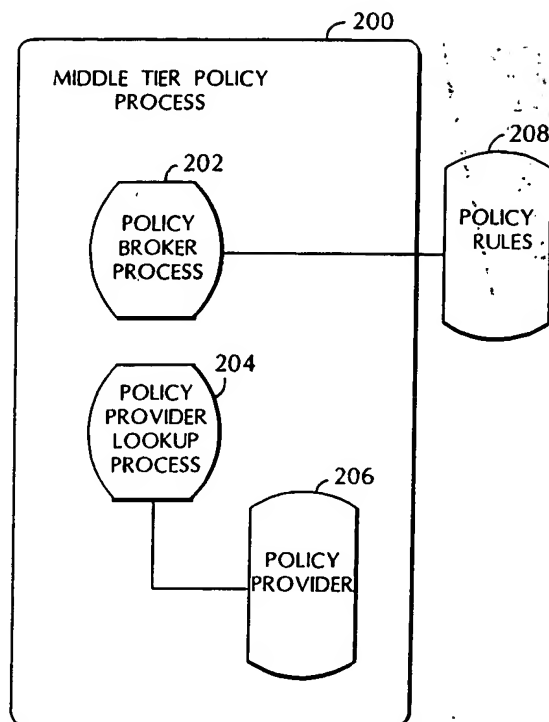 200
MIDDLE TIER POLICY
PROCESS
202
POLICY
BROKER
PROCESS
208
POLICY
RULES
204
POLICY
PROVIDER
LOOKUP
PROCESS
206
POLICY
PROVIDER